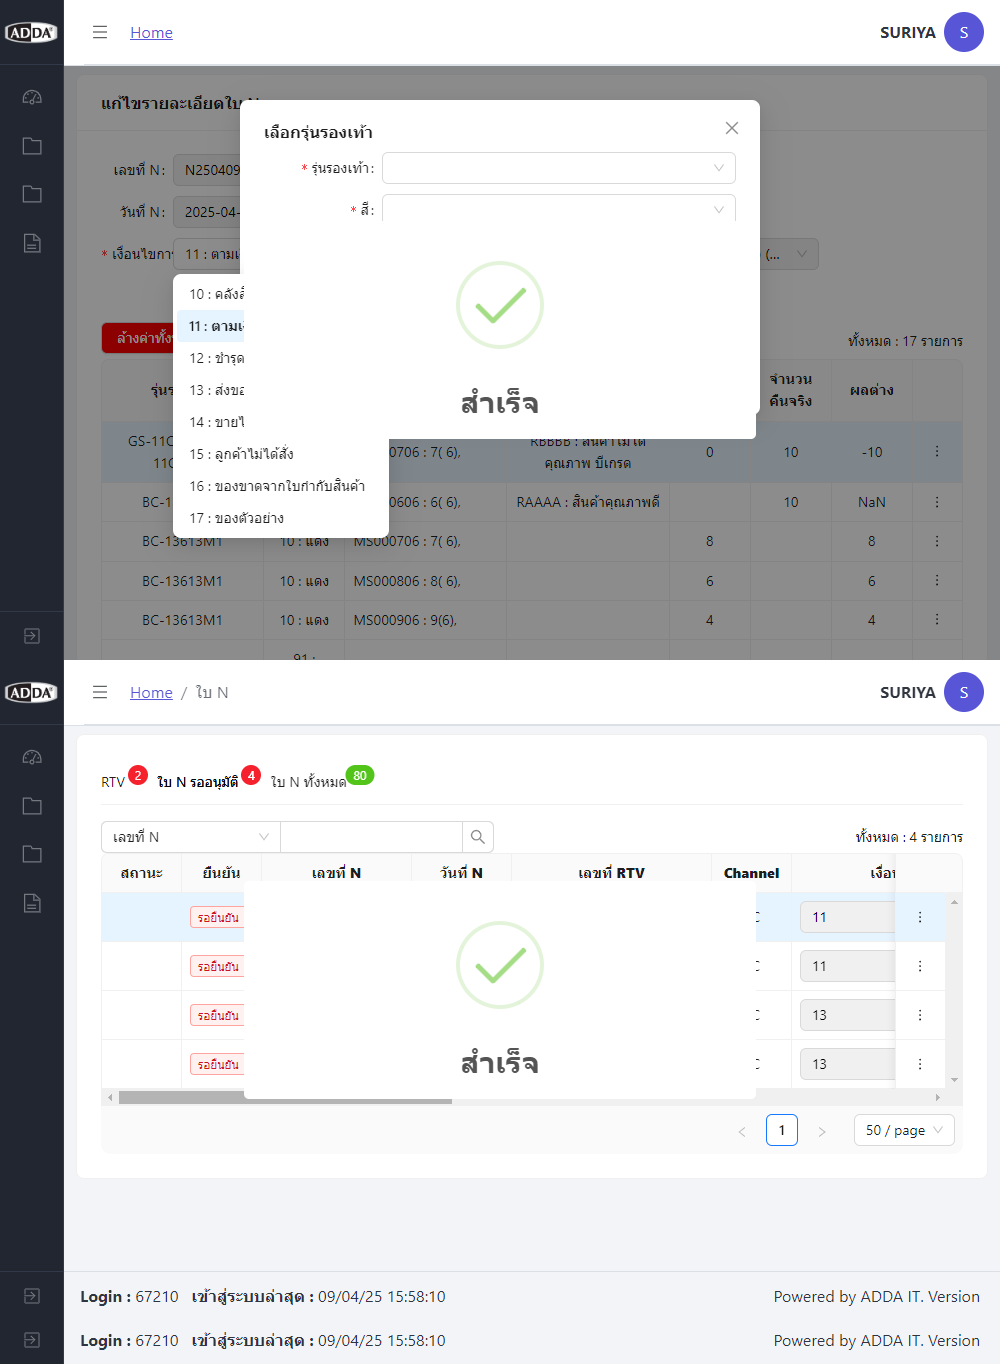 ADDA
Home
SURIYA S
แก้ไขรายละเอียดใบ
เลือกรุ่นรองเท้า
เลขที่ N: N250409
* รุ่นรองเท้า:
วันที่ N: 2025-04-
* สี:
* เงื่อนไขการ 11 : ตามเ (...
10 : คลังสิ
11 : ตามเ
12 : ชำรุด
13 : ส่งขอ
14 : ขายไ
15 : ลูกค้าไม่ได้สั่ง
16 : ของขาดจากใบกำกับสินค้า
17 : ของตัวอย่าง
สำเร็จ
ล้างค่าทั้ง
ทั้งหมด : 17 รายการ
รุ่นร จำนวนคืนจริง ผลต่าง
GS-11C 0706 : 7( 6), RBBBB : สินค้าไม่ได้คุณภาพ บีเกรด 0 10 -10
11C
BC-1 0606 : 6( 6), RAAAA : สินค้าคุณภาพดี 10 NaN
BC-13613M1 10 : แดง MS000706 : 7( 6), 8 8
BC-13613M1 10 : แดง MS000806 : 8( 6), 6 6
BC-13613M1 10 : แดง MS000906 : 9(6), 4 4
91 :
ADDA
Home / ใบ N
SURIYA S
RTV 2 ใบ N รออนุมัติ 4 ใบ N ทั้งหมด 80
เลขที่ N
ทั้งหมด : 4 รายการ
สถานะ ยืนยัน เลขที่ N วันที่ N เลขที่ RTV Channel เงื่อน
รอยืนยัน C 11
รอยืนยัน C 11
รอยืนยัน C 13
รอยืนยัน C 13
สำเร็จ
< 1 > 50 / page
Login : 67210 เข้าสู่ระบบล่าสุด : 09/04/25 15:58:10 Powered by ADDA IT. Version
Login : 67210 เข้าสู่ระบบล่าสุด : 09/04/25 15:58:10 Powered by ADDA IT. Version